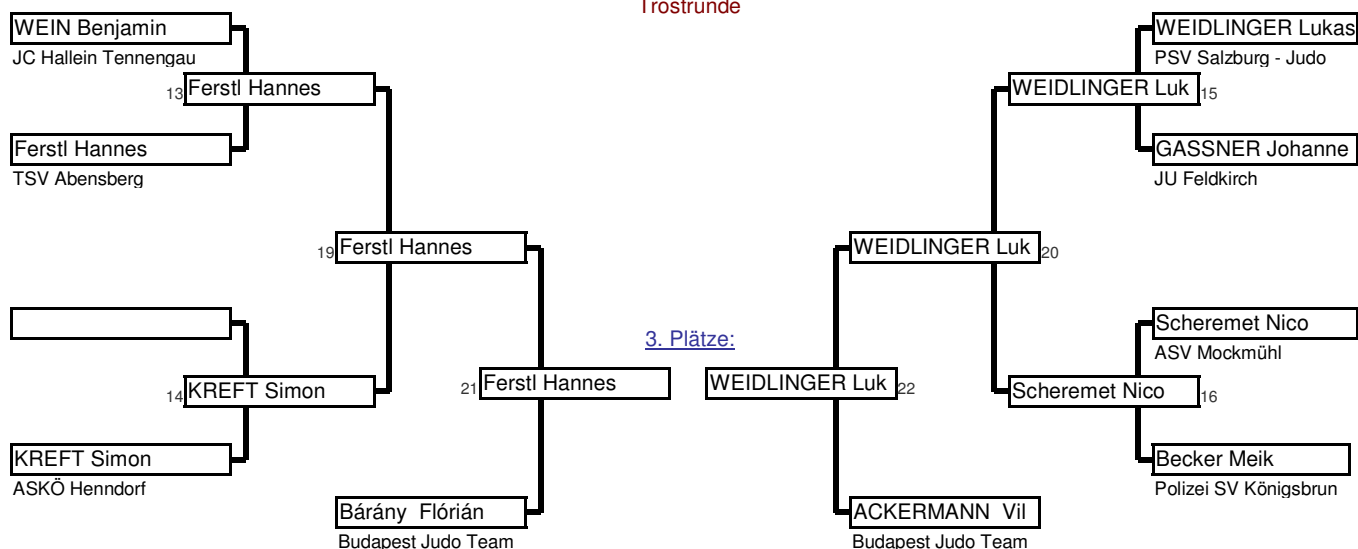 Trostrunde
WEIN Benjamin
WEIDLINGER Lukas
JC Hallein Tennengau
PSV Salzburg - Judo
13 Ferstl Hannes
WEIDLINGER Luk 15
Ferstl Hannes
GASSNER Johanne
TSV Abensberg
JU Feldkirch
19 Ferstl Hannes
WEIDLINGER Luk 20
Scheremet Nico
3. Plätze:
ASV Mockmühl
14 KREFT Simon
21 Ferstl Hannes
WEIDLINGER Luk 22
Scheremet Nico 16
KREFT Simon
Becker Meik
ASKÖ Henndorf
Polizei SV Königsbrun
Bárány Flórián
ACKERMANN Vil
Budapest Judo Team
Budapest Judo Team